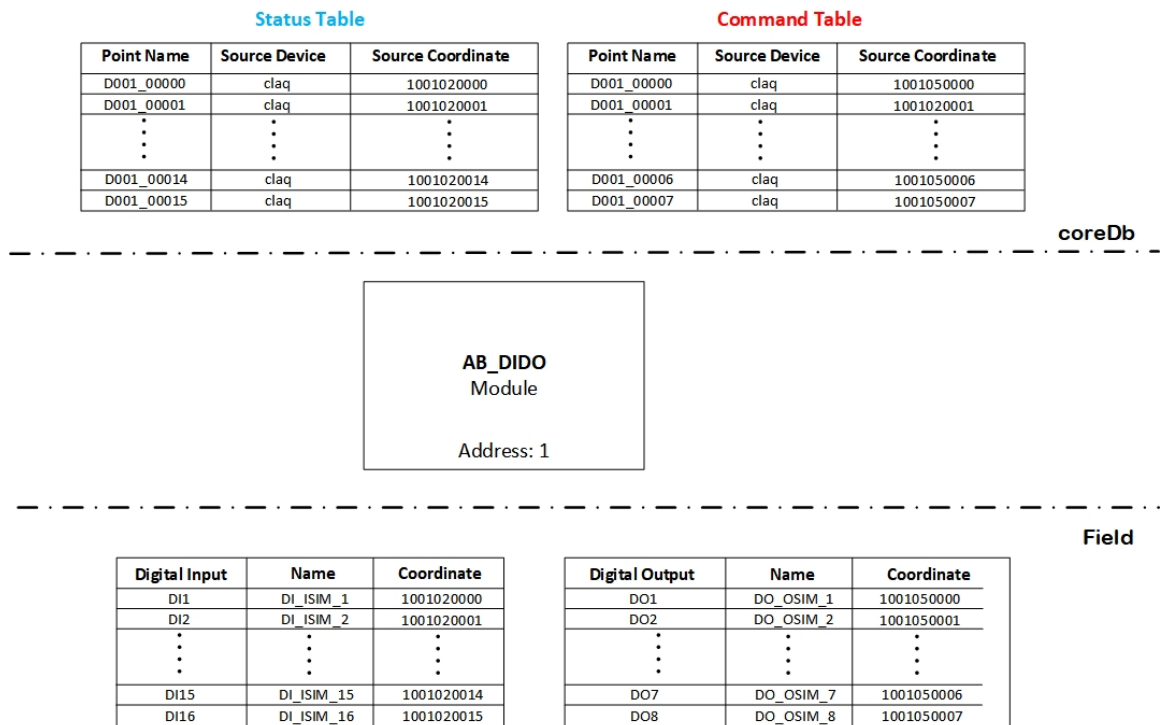 Status Table
Point Name Source Device Source Coordinate
D001_00000 claq 1001020000
D001_00001 claq 1001020001
D001_00014 claq 1001020014
D001_00015 claq 1001020015
Command Table
Point Name Source Device Source Coordinate
D001_00000 claq 1001050000
D001_00001 claq 1001020001
D001_00006 claq 1001050006
D001_00007 claq 1001050007
coreDb
AB_DIDO
Module
Address: 1
Field
Digital Input Name Coordinate
DI1 DI_ISIM_1 1001020000
DI2 DI_ISIM_2 1001020001
DI15 DI_ISIM_15 1001020014
DI16 DI_ISIM_16 1001020015
Digital Output Name Coordinate
DO1 DO_OSIM_1 1001050000
DO2 DO_OSIM_2 1001050001
DO7 DO_OSIM_7 1001050006
DO8 DO_OSIM_8 1001050007